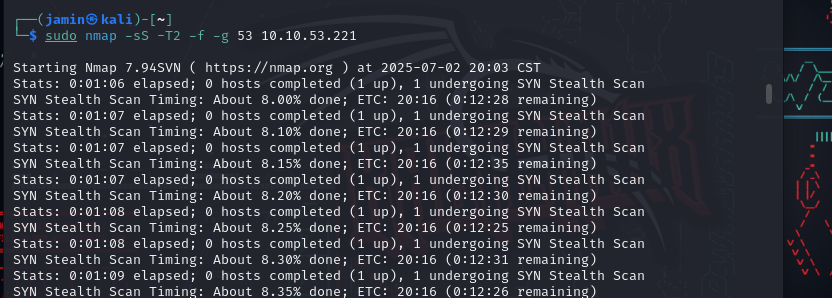 ┌──(jamin㉿kali)-[~]
└─$ sudo nmap -sS -T2 -f -g 53 10.10.53.221
Starting Nmap 7.94SVN ( https://nmap.org ) at 2025-07-02 20:03 CST
Stats: 0:01:06 elapsed; 0 hosts completed (1 up), 1 undergoing SYN Stealth Scan
SYN Stealth Scan Timing: About 8.00% done; ETC: 20:16 (0:12:28 remaining)
Stats: 0:01:07 elapsed; 0 hosts completed (1 up), 1 undergoing SYN Stealth Scan
SYN Stealth Scan Timing: About 8.10% done; ETC: 20:16 (0:12:29 remaining)
Stats: 0:01:07 elapsed; 0 hosts completed (1 up), 1 undergoing SYN Stealth Scan
SYN Stealth Scan Timing: About 8.15% done; ETC: 20:16 (0:12:35 remaining)
Stats: 0:01:07 elapsed; 0 hosts completed (1 up), 1 undergoing SYN Stealth Scan
SYN Stealth Scan Timing: About 8.20% done; ETC: 20:16 (0:12:30 remaining)
Stats: 0:01:08 elapsed; 0 hosts completed (1 up), 1 undergoing SYN Stealth Scan
SYN Stealth Scan Timing: About 8.25% done; ETC: 20:16 (0:12:25 remaining)
Stats: 0:01:08 elapsed; 0 hosts completed (1 up), 1 undergoing SYN Stealth Scan
SYN Stealth Scan Timing: About 8.30% done; ETC: 20:16 (0:12:31 remaining)
Stats: 0:01:09 elapsed; 0 hosts completed (1 up), 1 undergoing SYN Stealth Scan
SYN Stealth Scan Timing: About 8.35% done; ETC: 20:16 (0:12:26 remaining)